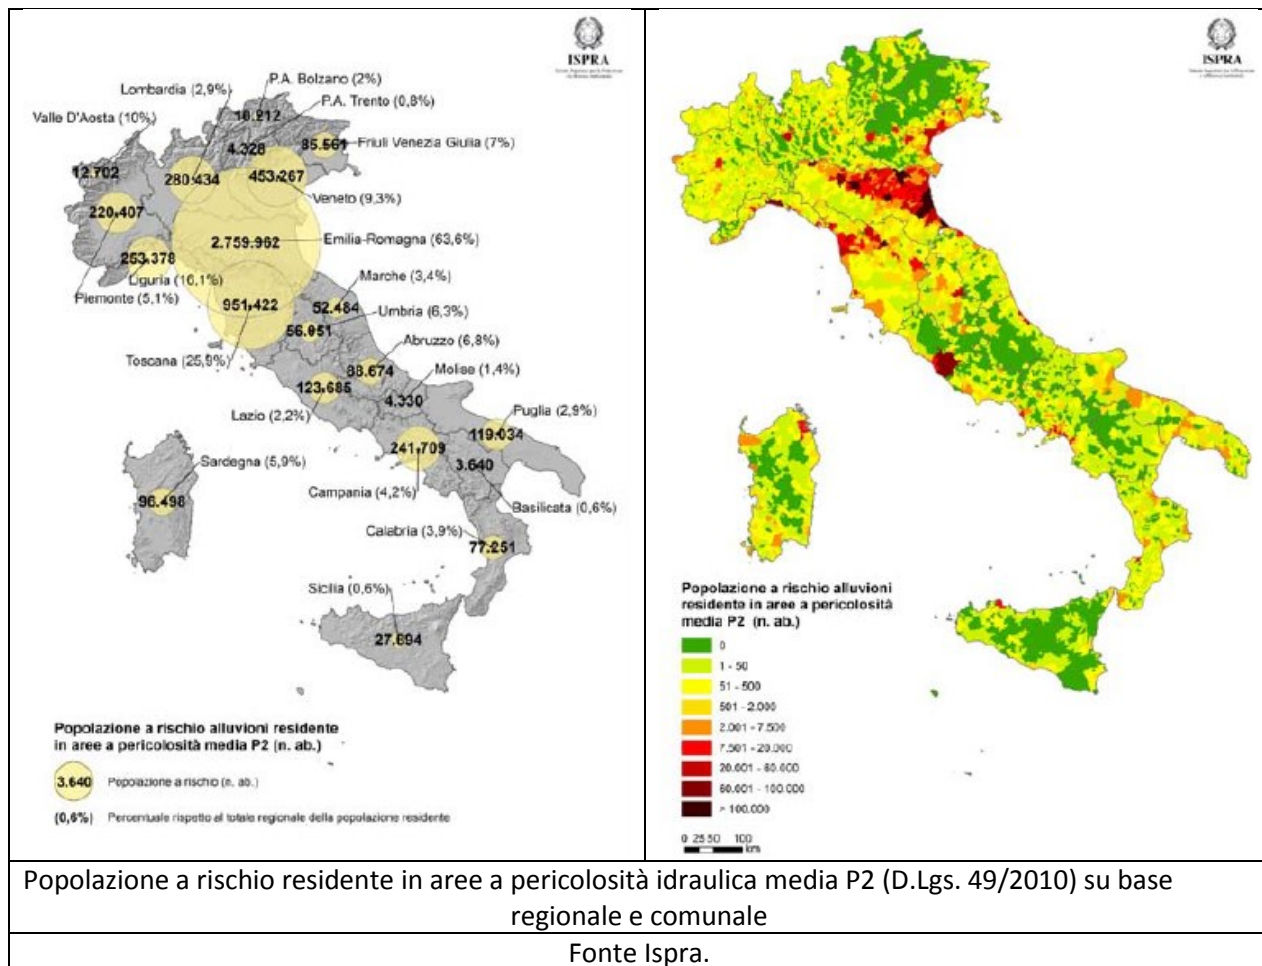 ISPRA
P.A. Bolzano (2%)
Lombardia (2,9%)
P.A. Trento (0,8%)
Valle D'Aosta (10%)
10.212
4.328
85.561
Friuli Venezia Giulia (7%)
12.702
280.434
453.267
Veneto (9,3%)
220.407
2.759.962
Emilia-Romagna (63,6%)
253.378
Liguria (16,1%)
Marche (3,4%)
Piemonte (5,1%)
951.422
52.484
Umbria (6,3%)
56.951
Abruzzo (6,8%)
Toscana (25,9%)
88.674
Molise (1,4%)
123.685
4.330
Lazio (2,2%)
Puglia (2,9%)
119.034
241.709
Sardegna (5,9%)
3.640
96.498
Campania (4,2%)
Basilicata (0,6%)
Calabria (3,9%)
77.251
Sicilia (0,6%)
27.694
Popolazione a rischio alluvioni residente
in aree a pericolosità media P2 (n. ab.)
3.640 Popolazione a rischio (n. ab.)
(0,6%) Percentuale rispetto al totale regionale della popolazione residente
ISPRA
Popolazione a rischio alluvioni
residente in aree a pericolosità
media P2 (n. ab.)
0
1 - 50
51 - 500
501 - 2.000
2.001 - 7.500
7.501 - 20.000
20.001 - 60.000
60.001 - 100.000
> 100.000
0 25 50 100
km
Popolazione a rischio residente in aree a pericolosità idraulica media P2 (D.Lgs. 49/2010) su base
regionale e comunale
Fonte Ispra.